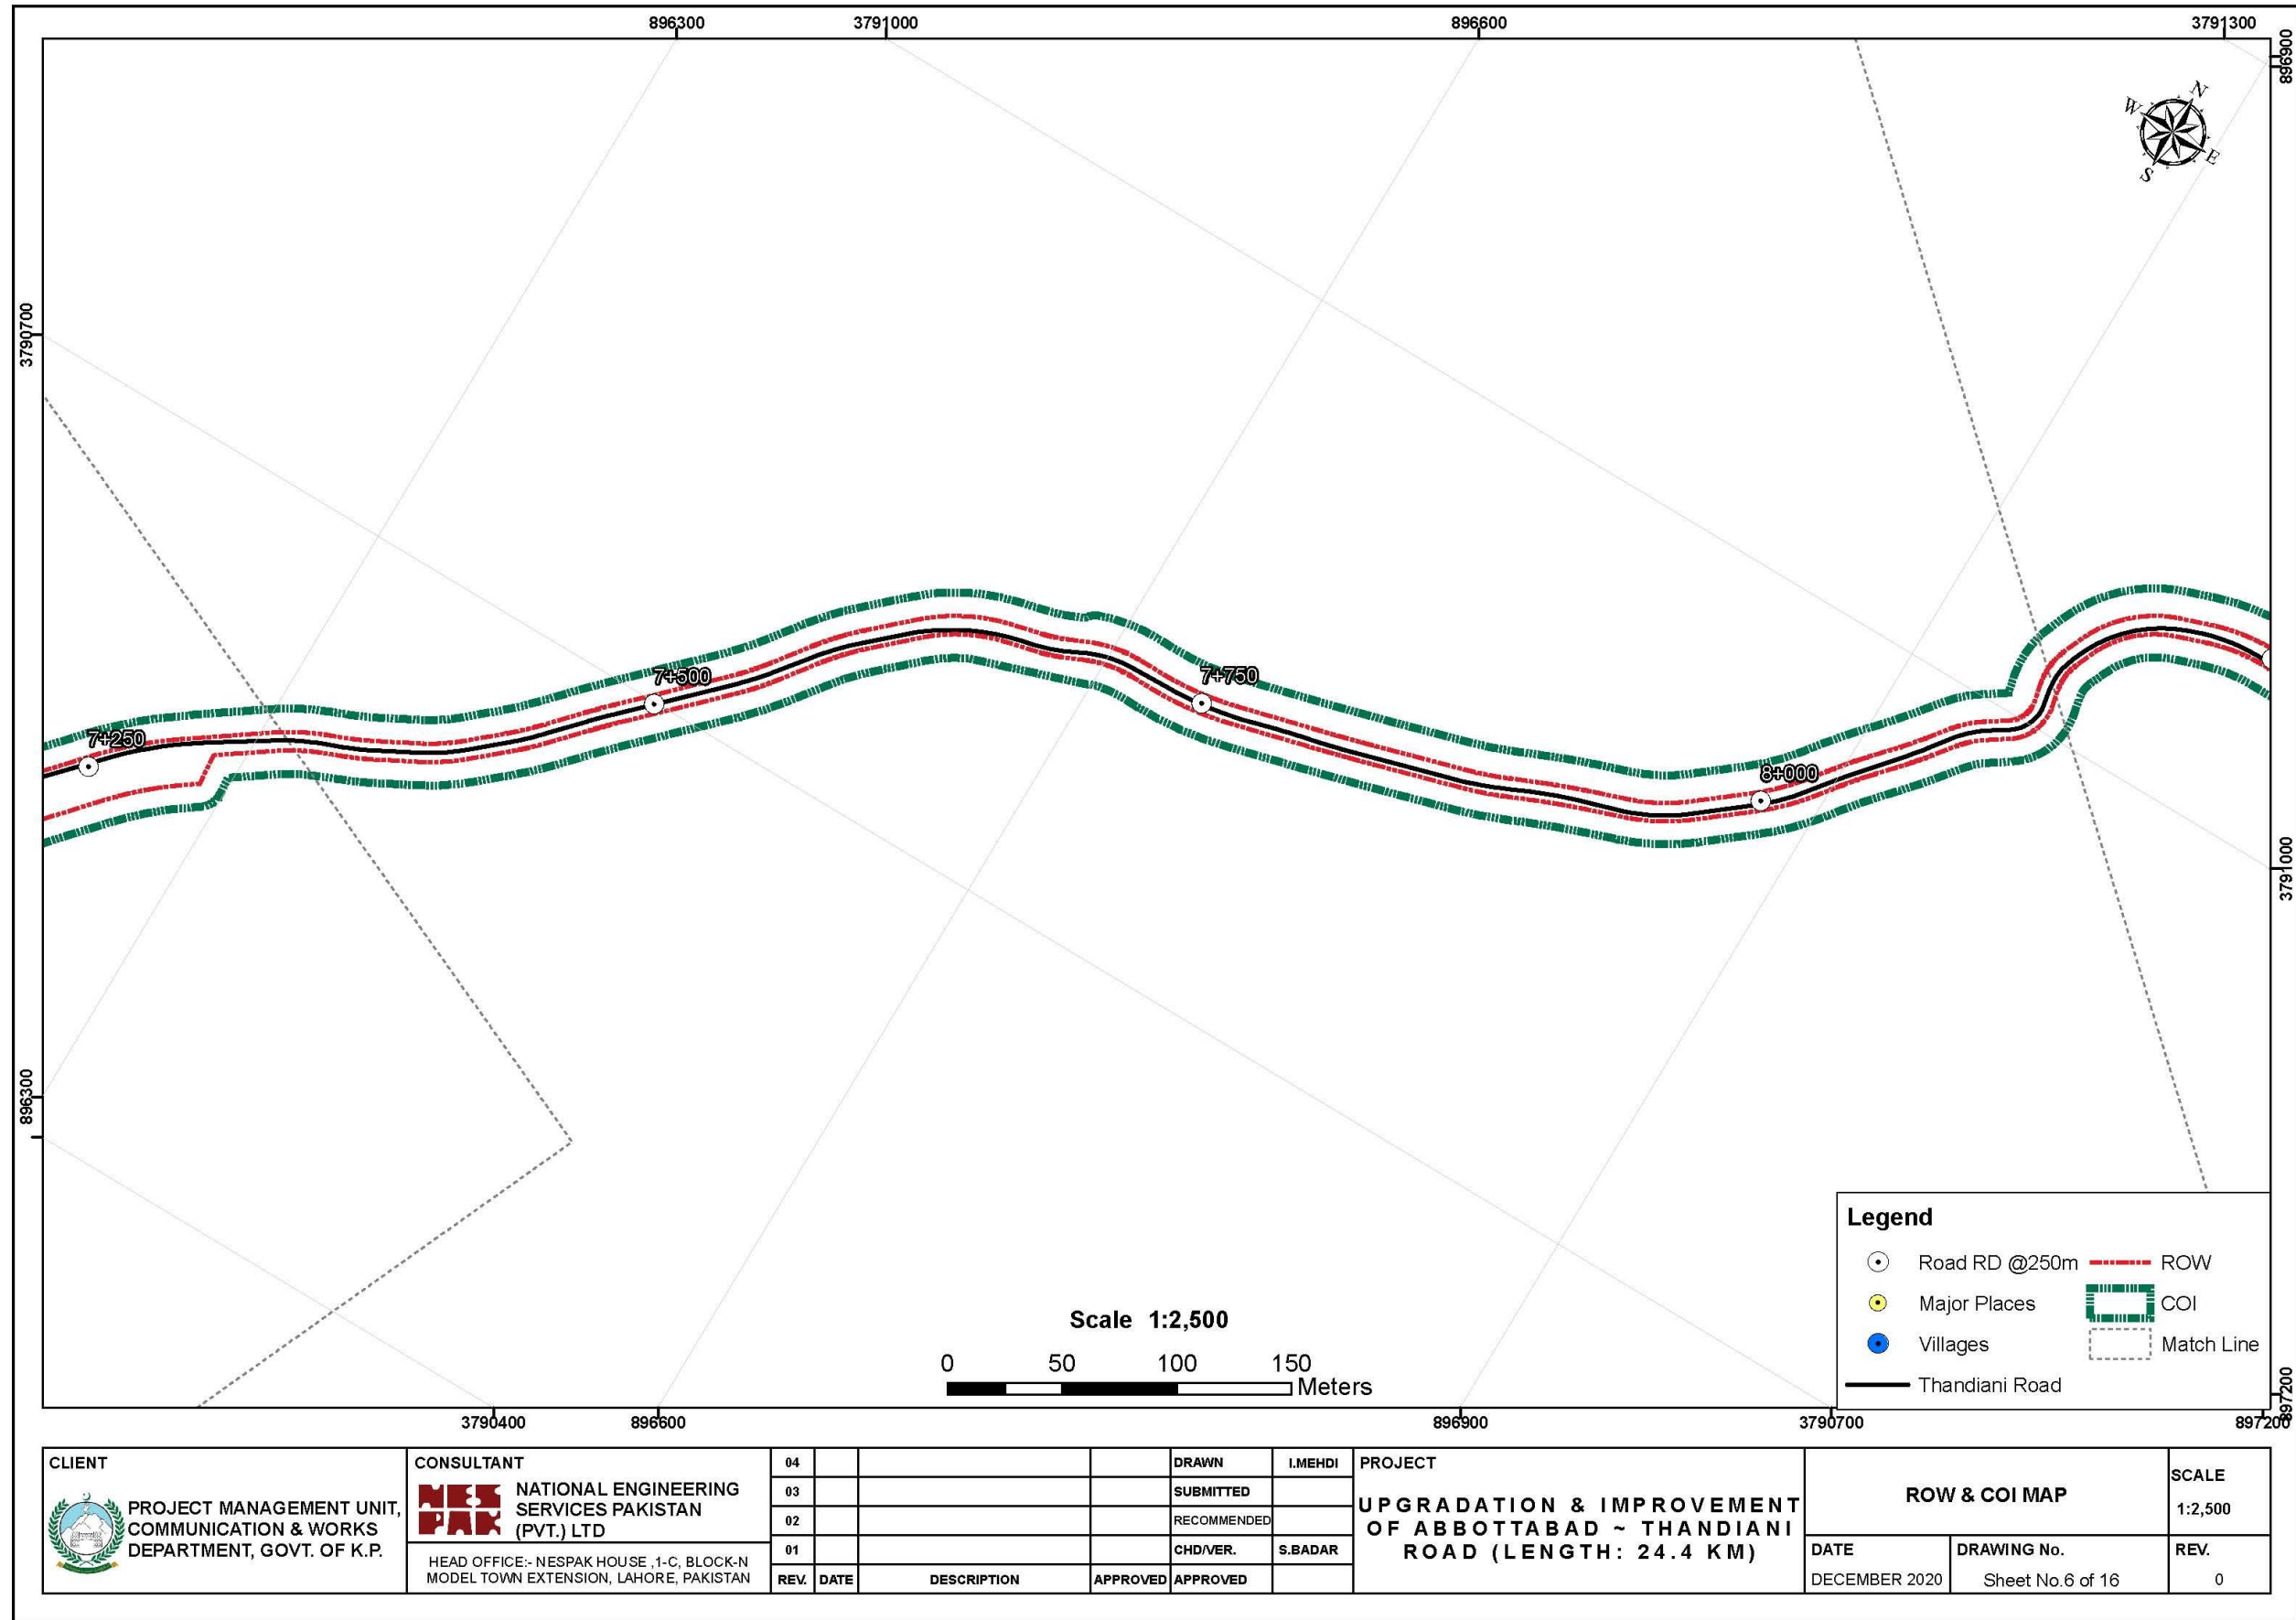 896300
3791000
896600
3791300
896900
3790700
896300
3791000
897200
N
W
E
S
7+250
7+500
7+750
8+000
Scale 1:2,500
0 50 100 150
Meters
Legend
Road RD @250m
ROW
Major Places
COI
Villages
Match Line
Thandiani Road
3790400
896600
896900
3790700
897200
CLIENT
PROJECT MANAGEMENT UNIT,
COMMUNICATION & WORKS
DEPARTMENT, GOVT. OF K.P.
CONSULTANT
NES
PAK
NATIONAL ENGINEERING
SERVICES PAKISTAN
(PVT.) LTD
HEAD OFFICE:- NESPAK HOUSE ,1-C, BLOCK-N
MODEL TOWN EXTENSION, LAHORE, PAKISTAN
04
03
02
01
REV. DATE DESCRIPTION APPROVED
DRAWN I.MEHDI
SUBMITTED
RECOMMENDED
CHD/VER. S.BADAR
APPROVED
PROJECT
UPGRADATION & IMPROVEMENT
OF ABBOTTABAD ~ THANDIANI
ROAD (LENGTH: 24.4 KM)
ROW & COI MAP
SCALE
1:2,500
DATE
DECEMBER 2020
DRAWING No.
Sheet No.6 of 16
REV.
0